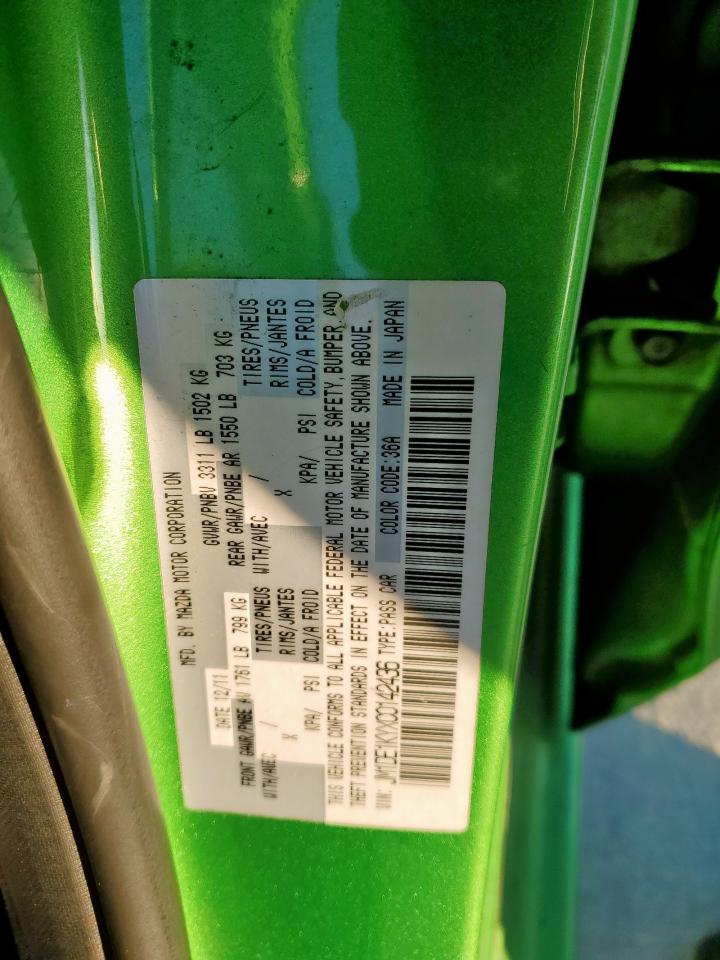 MFD. BY MAZDA MOTOR CORPORATION
DATE 12/11 GVWR/PNBV 3311 LB 1502 KG
FRONT GAWR/PNBE AV 1761 LB 799 KG REAR GAWR/PNBE AR 1550 LB 703 KG
WITH/AVEC / TIRES/PNEUS WITH/AVEC / TIRES/PNEUS
X RIMS/JANTES X RIMS/JANTES
KPA/ PSI COLD/A FROID KPA/ PSI COLD/A FROID
THIS VEHICLE CONFORMS TO ALL APPLICABLE FEDERAL MOTOR VEHICLE SAFETY, BUMPER AND
THEFT PREVENTION STANDARDS IN EFFECT ON THE DATE OF MANUFACTURE SHOWN ABOVE.
VIN: JM1DE1KYXC0142436 TYPE:PASS CAR COLOR CODE:36A MADE IN JAPAN